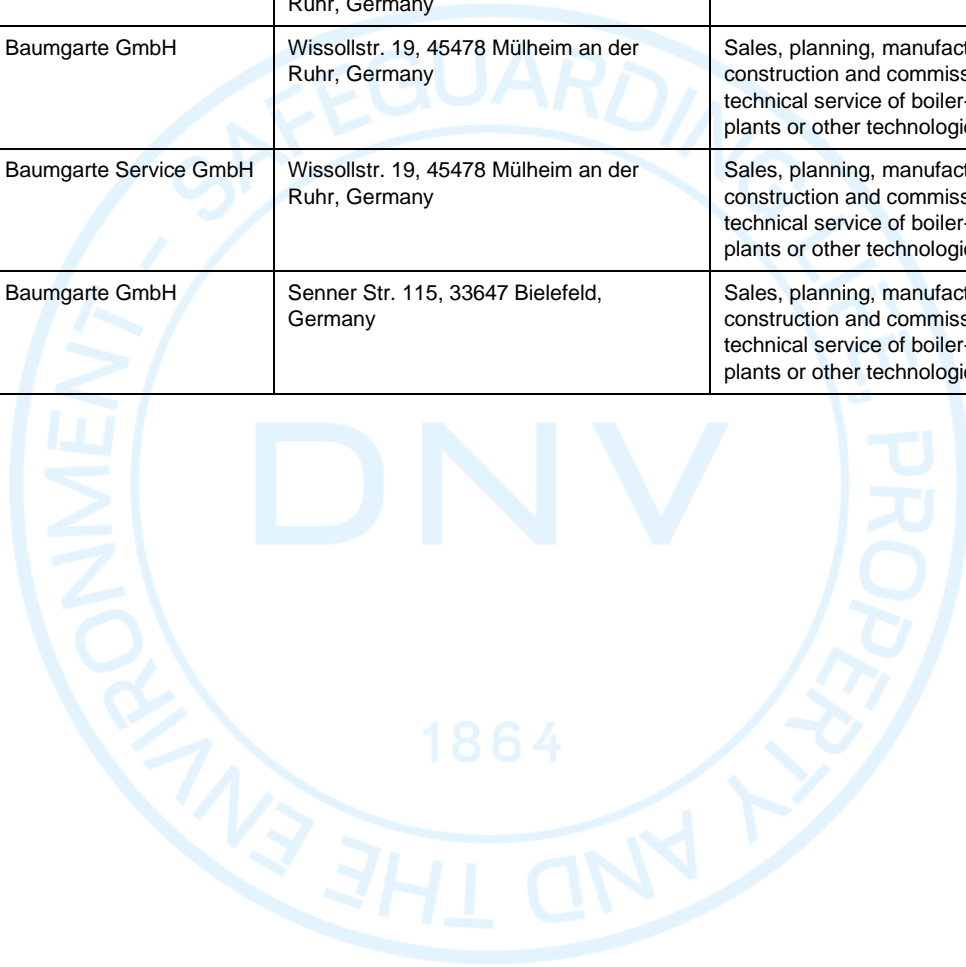 Ruhr, Germany
Baumgarte GmbH
Wissollstr. 19, 45478 Mülheim an der
Ruhr, Germany
Sales, planning,
construction and
technical service of
plants or other
Baumgarte Service GmbH
Wissollstr. 19, 45478 Mülheim an der
Ruhr, Germany
Sales, planning,
construction and
technical service of
plants or other
Baumgarte GmbH
Senner Str. 115, 33647 Bielefeld,
Germany
Sales, planning,
construction and
technical service of
plants or other
SAFEGUARDING LIFE, PROPERTY AND THE ENVIRONMENT –
DNV
1864